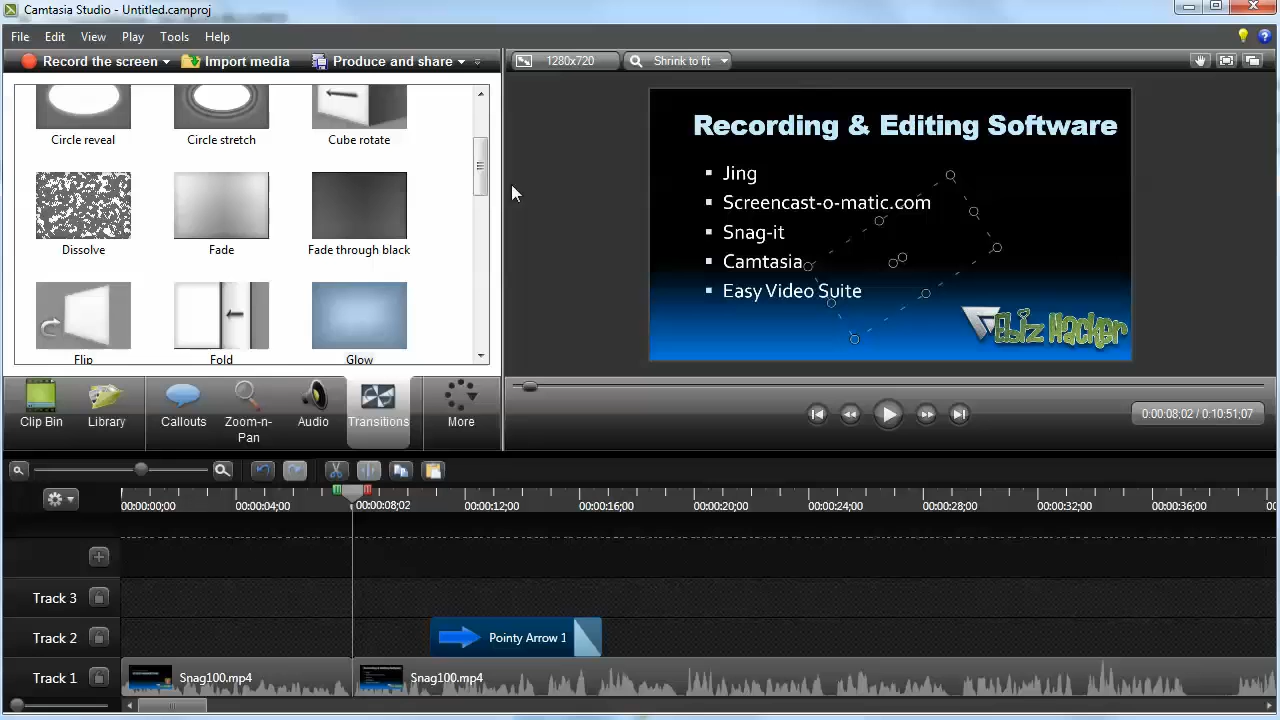 Camtasia Studio - Untitled.camproj
File Edit View Play Tools Help
Record the screen Import media Produce and share
1280x720 Shrink to fit
Circle reveal Circle stretch Cube rotate
Dissolve Fade Fade through black
Flip Fold Glow
Recording & Editing Software
Jing
Screencast-o-matic.com
Snag-it
Camtasia
Easy Video Suite
Ebiz Hacker
Clip Bin Library Callouts Zoom-n-Pan Audio Transitions More
0:00:08;02 / 0:10:51;07
00:00:00;00 00:00:04;00 00:00:08;02 00:00:12;00 00:00:16;00 00:00:20;00 00:00:24;00 00:00:28;00 00:00:32;00 00:00:36;00
Track 3
Track 2 Pointy Arrow 1
Track 1 Snag100.mp4 Snag100.mp4